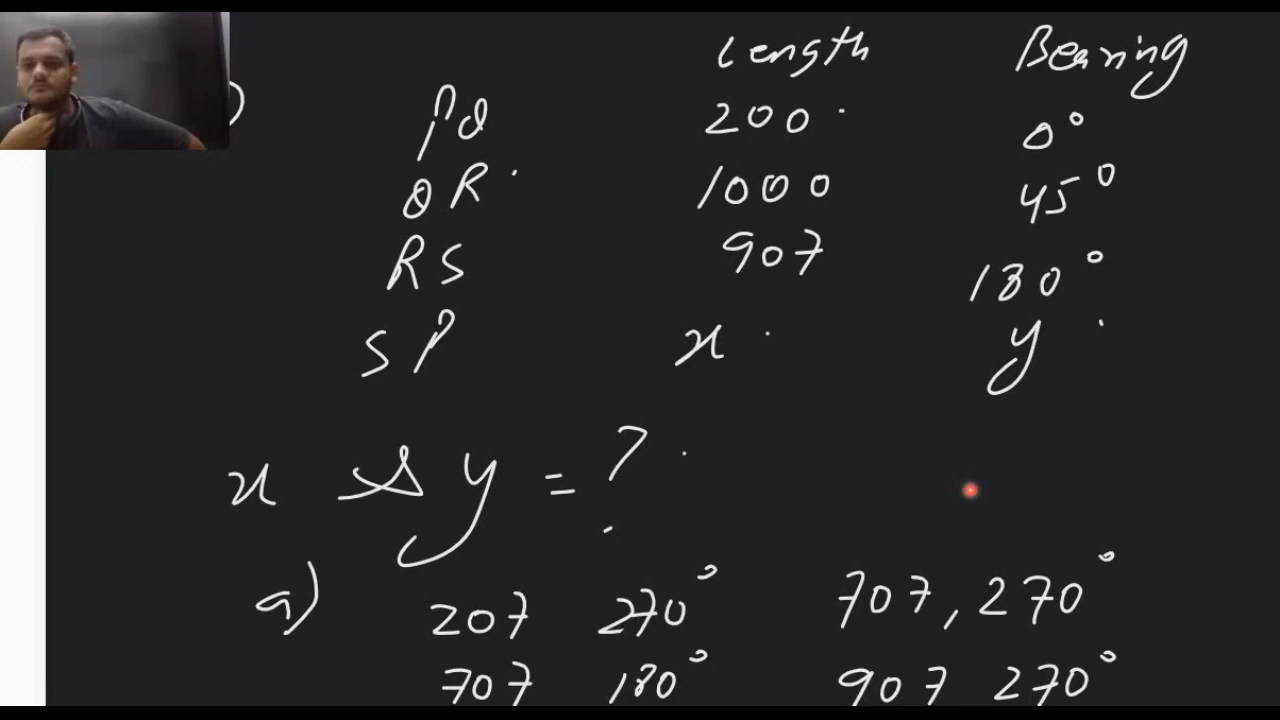 Length Bearing
)
PQ 200 0°
QR 1000 45°
RS 907 180°
SP x y
x & y = ?
a) 207 270° 707, 270°
707 180° 907 270°